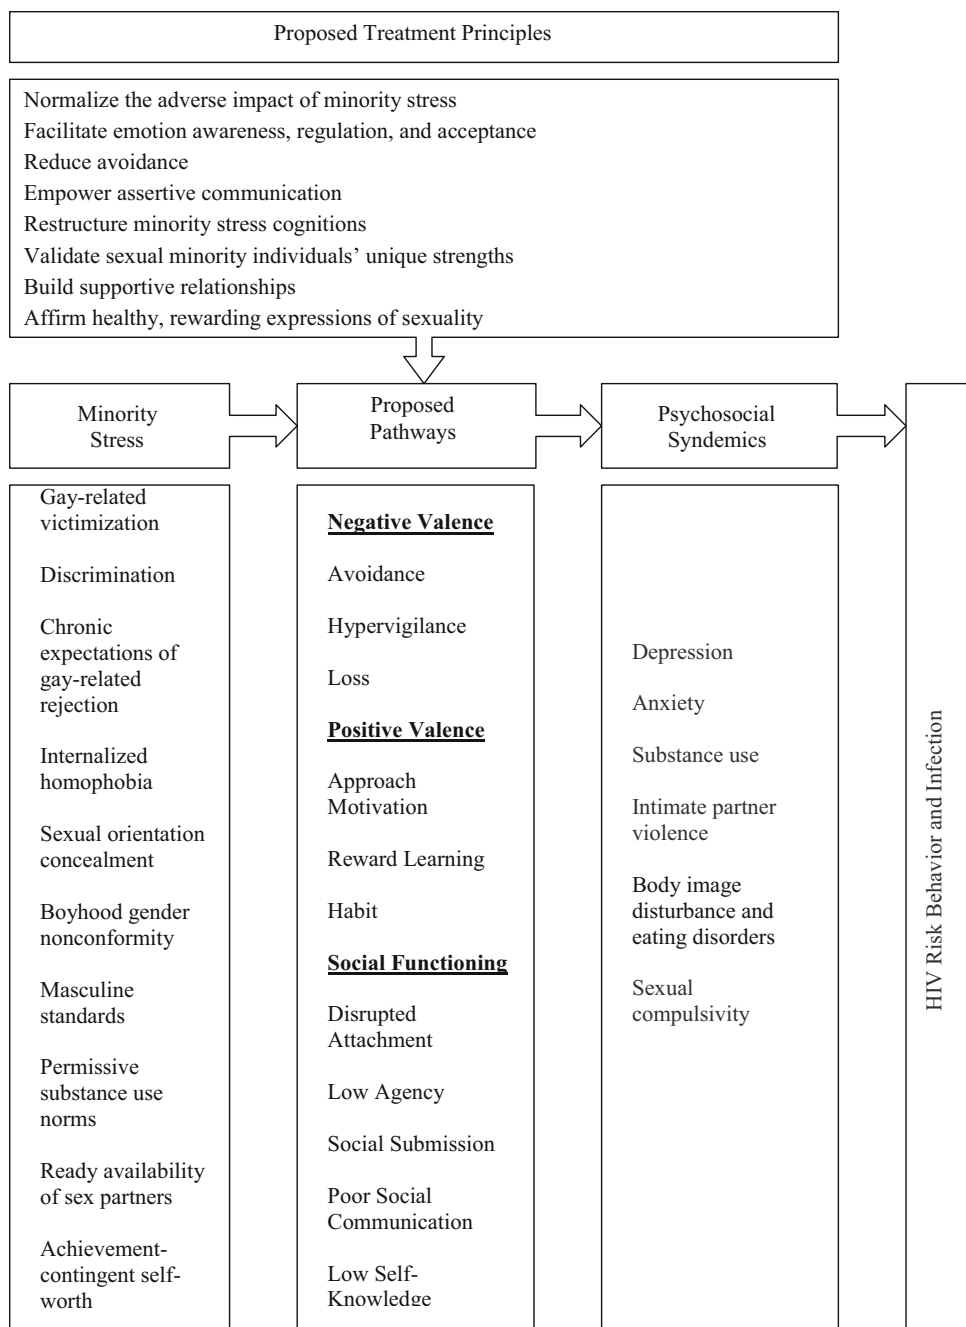 Proposed Treatment Principles
Normalize the adverse impact of minority stress
Facilitate emotion awareness, regulation, and acceptance
Reduce avoidance
Empower assertive communication
Restructure minority stress cognitions
Validate sexual minority individuals’ unique strengths
Build supportive relationships
Affirm healthy, rewarding expressions of sexuality
Minority
Stress
Proposed
Pathways
Psychosocial
Syndemics
Gay-related
victimization
Discrimination
Chronic
expectations of
gay-related
rejection
Internalized
homophobia
Sexual orientation
concealment
Boyhood gender
nonconformity
Masculine
standards
Permissive
substance use
norms
Ready availability
of sex partners
Achievement-
contingent self-
worth
Negative Valence
Avoidance
Hypervigilance
Loss
Positive Valence
Approach
Motivation
Reward Learning
Habit
Social Functioning
Disrupted
Attachment
Low Agency
Social Submission
Poor Social
Communication
Low Self-
Knowledge
Depression
Anxiety
Substance use
Intimate partner
violence
Body image
disturbance and
eating disorders
Sexual
compulsivity
HIV Risk Behavior and Infection